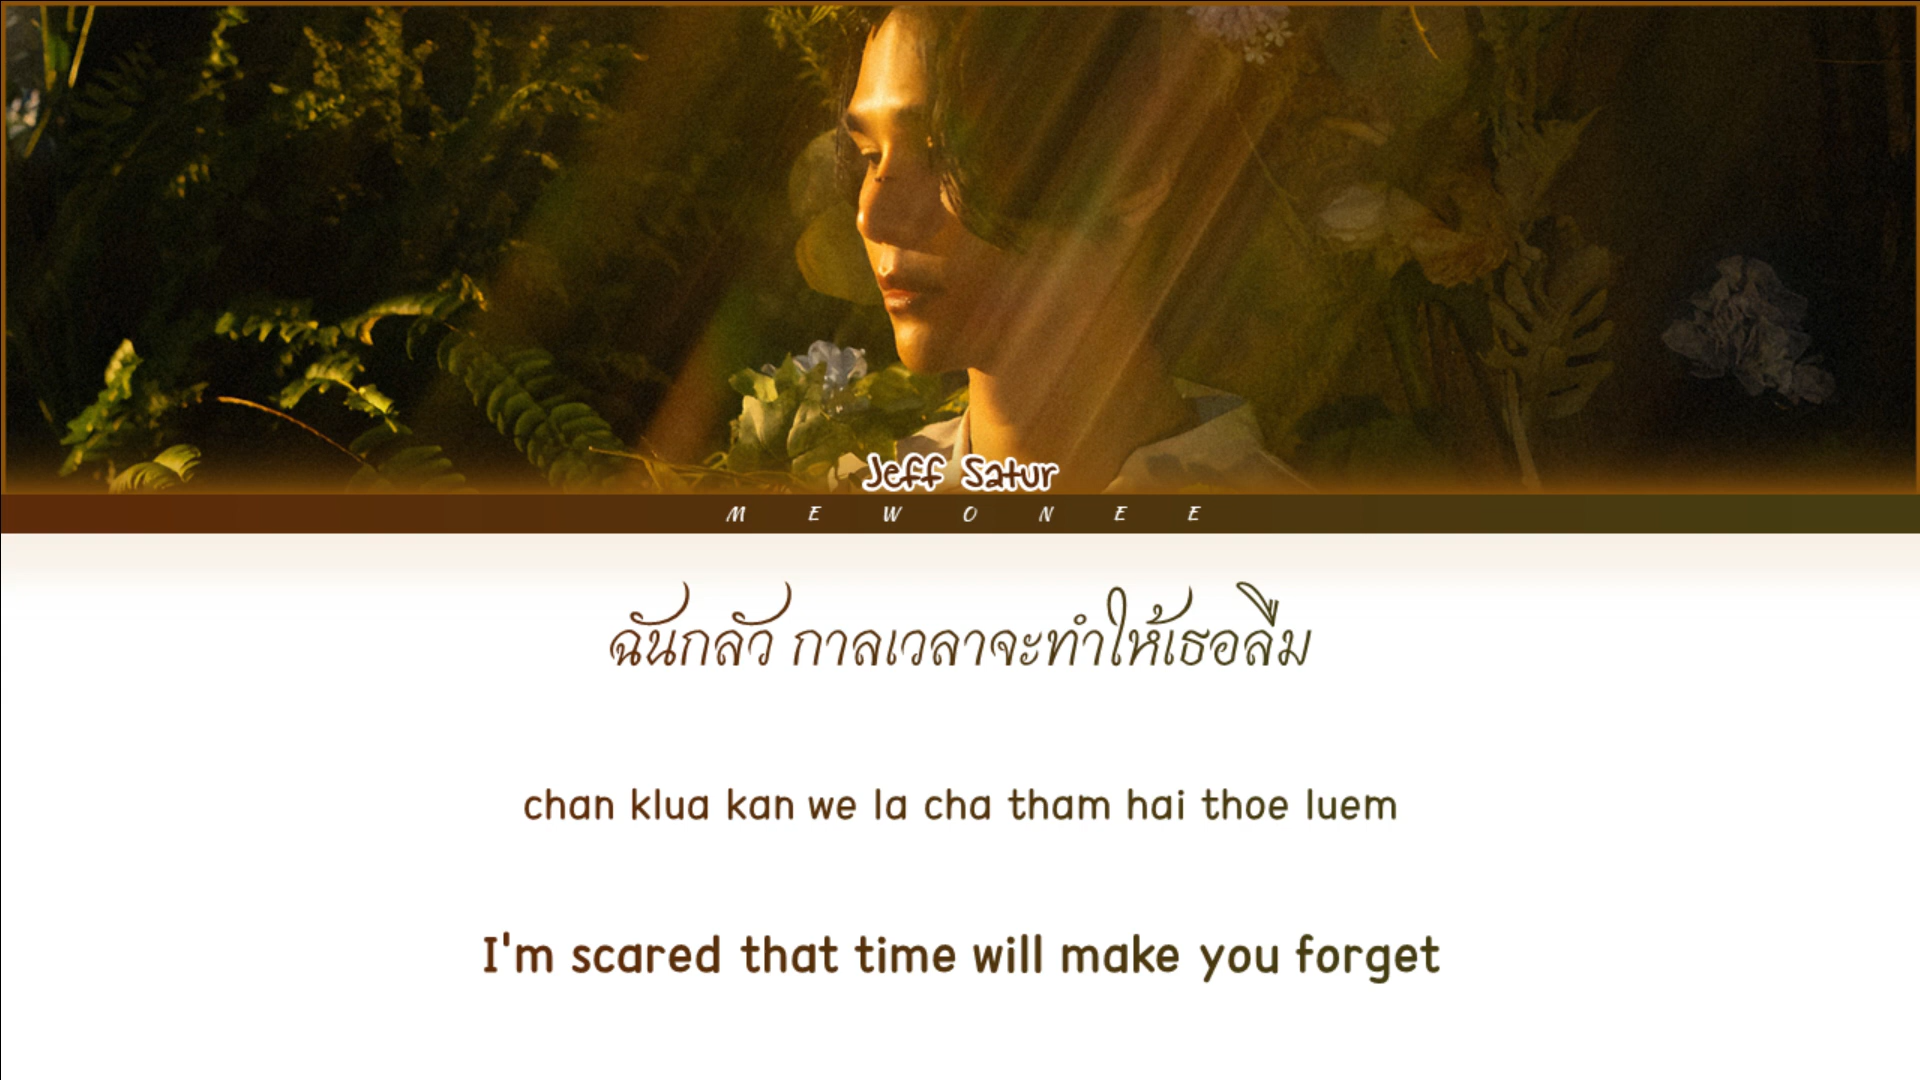 Jeff Satur
MEWONEE
ฉันกลัว กาลเวลาจะทำให้เธอลืม
chan klua kan we la cha tham hai thoe luem
I'm scared that time will make you forget